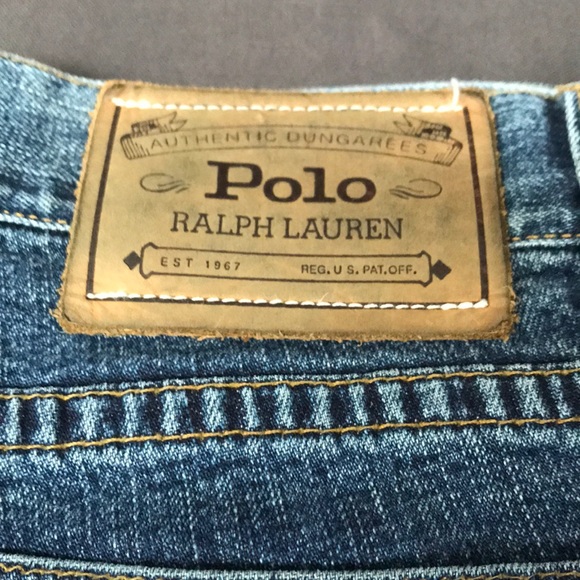 AUTHENTIC DUNGAREES
Polo
RALPH LAUREN
EST 1967 REG. U.S. PAT. OFF.